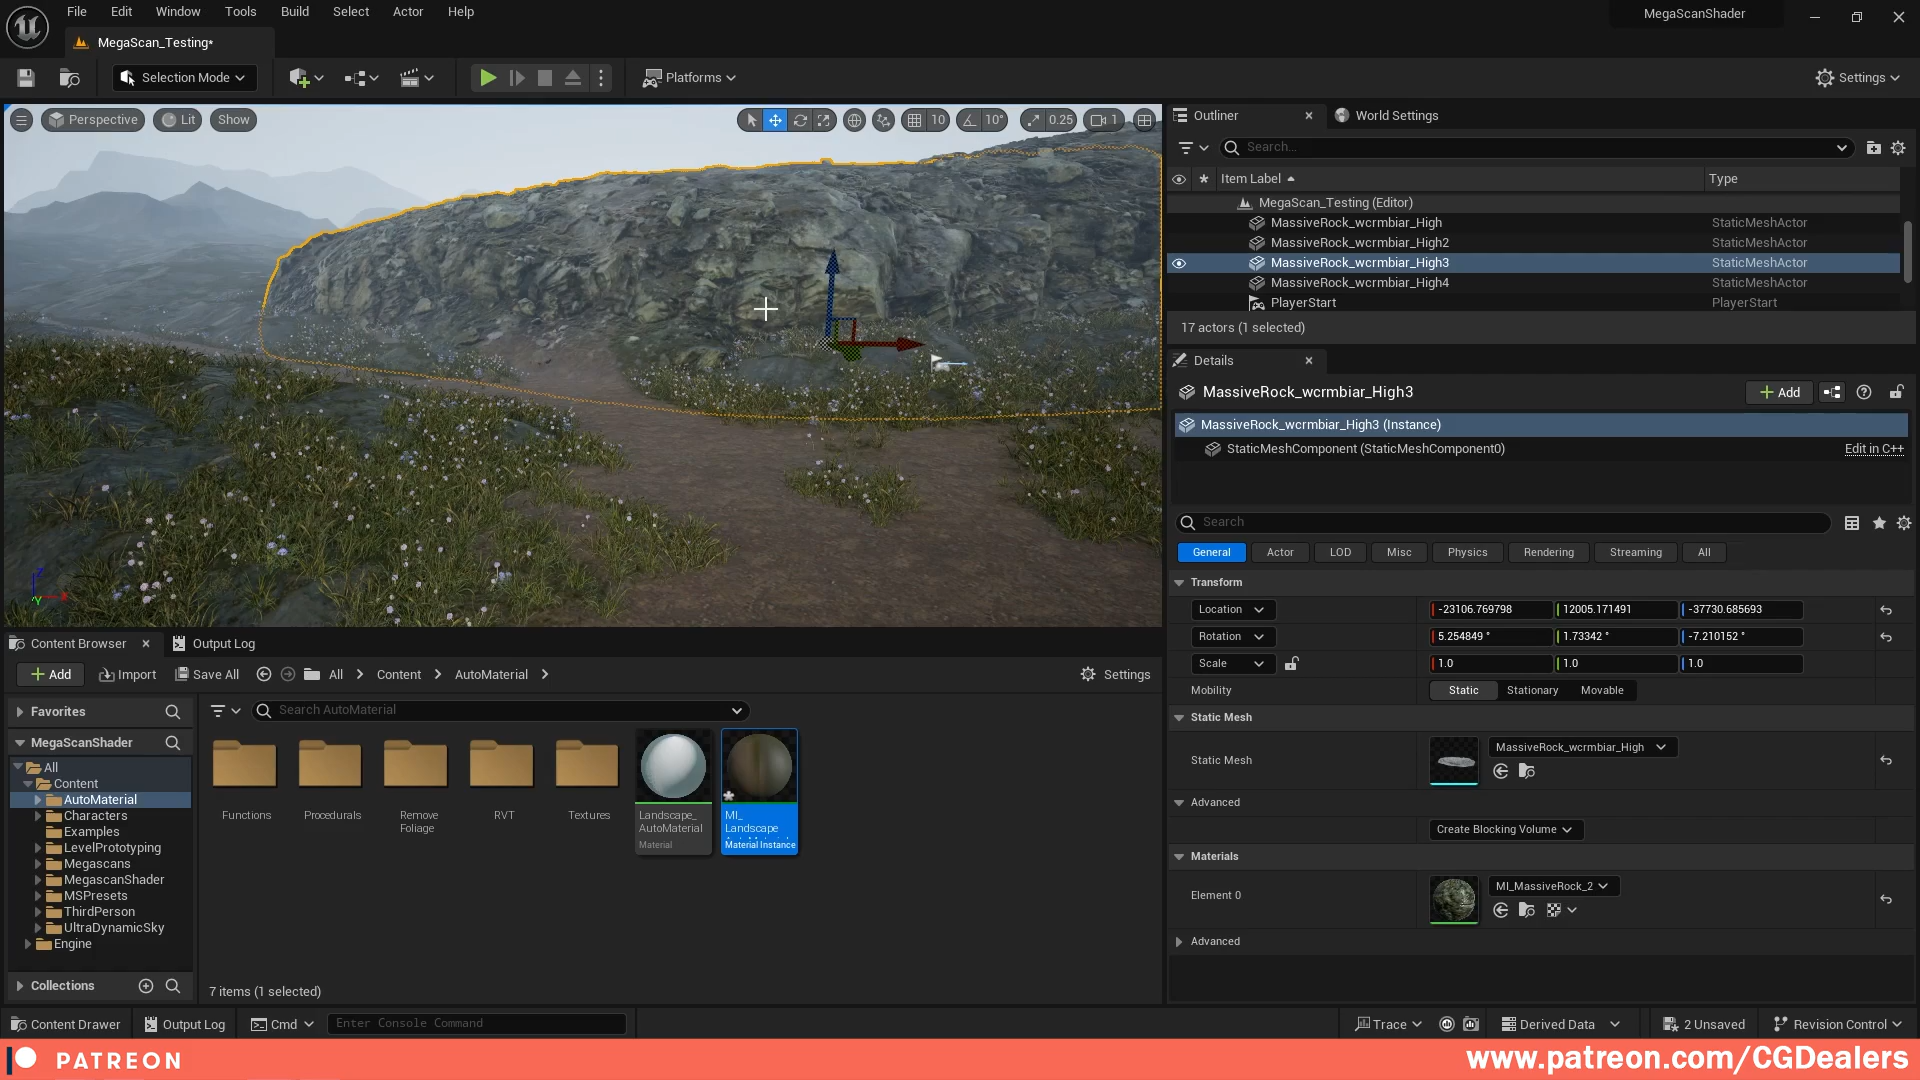 File Edit Window Tools Build Select Actor Help
MegaScanShader
MegaScan_Testing*
Selection Mode
Platforms
Settings
Perspective Lit Show
10 10° 0.25 1
Outliner World Settings
Search...
Item Label Type
MegaScan_Testing (Editor)
MassiveRock_wcrmbiar_High StaticMeshActor
MassiveRock_wcrmbiar_High2 StaticMeshActor
MassiveRock_wcrmbiar_High3 StaticMeshActor
MassiveRock_wcrmbiar_High4 StaticMeshActor
PlayerStart PlayerStart
17 actors (1 selected)
Details
MassiveRock_wcrmbiar_High3
Add
MassiveRock_wcrmbiar_High3 (Instance)
StaticMeshComponent (StaticMeshComponent0) Edit in C++
Search
General Actor LOD Misc Physics Rendering Streaming All
Transform
Location -23106.769798 12005.171491 -37730.685693
Rotation 5.254849 ° 1.73342 ° -7.210152 °
Scale 1.0 1.0 1.0
Mobility Static Stationary Movable
Static Mesh
Static Mesh MassiveRock_wcrmbiar_High
Advanced
Create Blocking Volume
Materials
Element 0 MI_MassiveRock_2
Advanced
Z
X
Y
Content Browser Output Log
Add Import Save All All Content AutoMaterial Settings
Favorites
Search AutoMaterial
MegaScanShader
All
Content
AutoMaterial
Characters
Examples
LevelPrototyping
Megascans
MegascanShader
MSPresets
ThirdPerson
UltraDynamicSky
Engine
Collections
Functions
Procedurals
Remove
Foliage
RVT
Textures
Landscape_
AutoMaterial
Material
MI_
Landscape
Material Instance
7 items (1 selected)
Content Drawer Output Log Cmd Enter Console Command Trace Derived Data 2 Unsaved Revision Control
PATREON
www.patreon.com/CGDealers